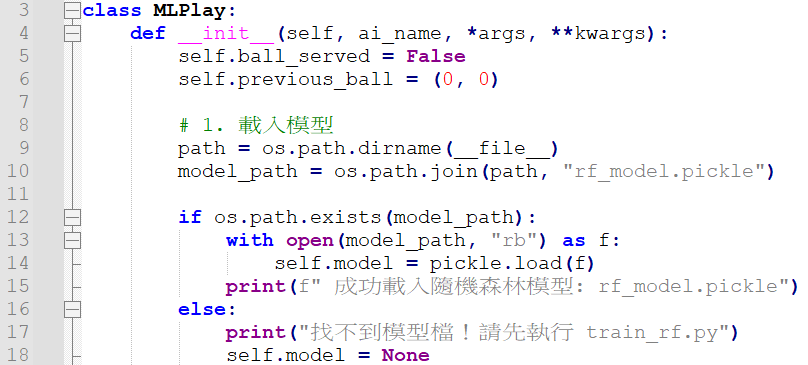 3 class MLPlay:
4     def __init__(self, ai_name, *args, **kwargs):
5         self.ball_served = False
6         self.previous_ball = (0, 0)
7
8         # 1. 載入模型
9         path = os.path.dirname(__file__)
10         model_path = os.path.join(path, "rf_model.pickle")
11
12         if os.path.exists(model_path):
13             with open(model_path, "rb") as f:
14                 self.model = pickle.load(f)
15             print(f" 成功載入隨機森林模型: rf_model.pickle")
16         else:
17             print("找不到模型檔！請先執行 train_rf.py")
18             self.model = None